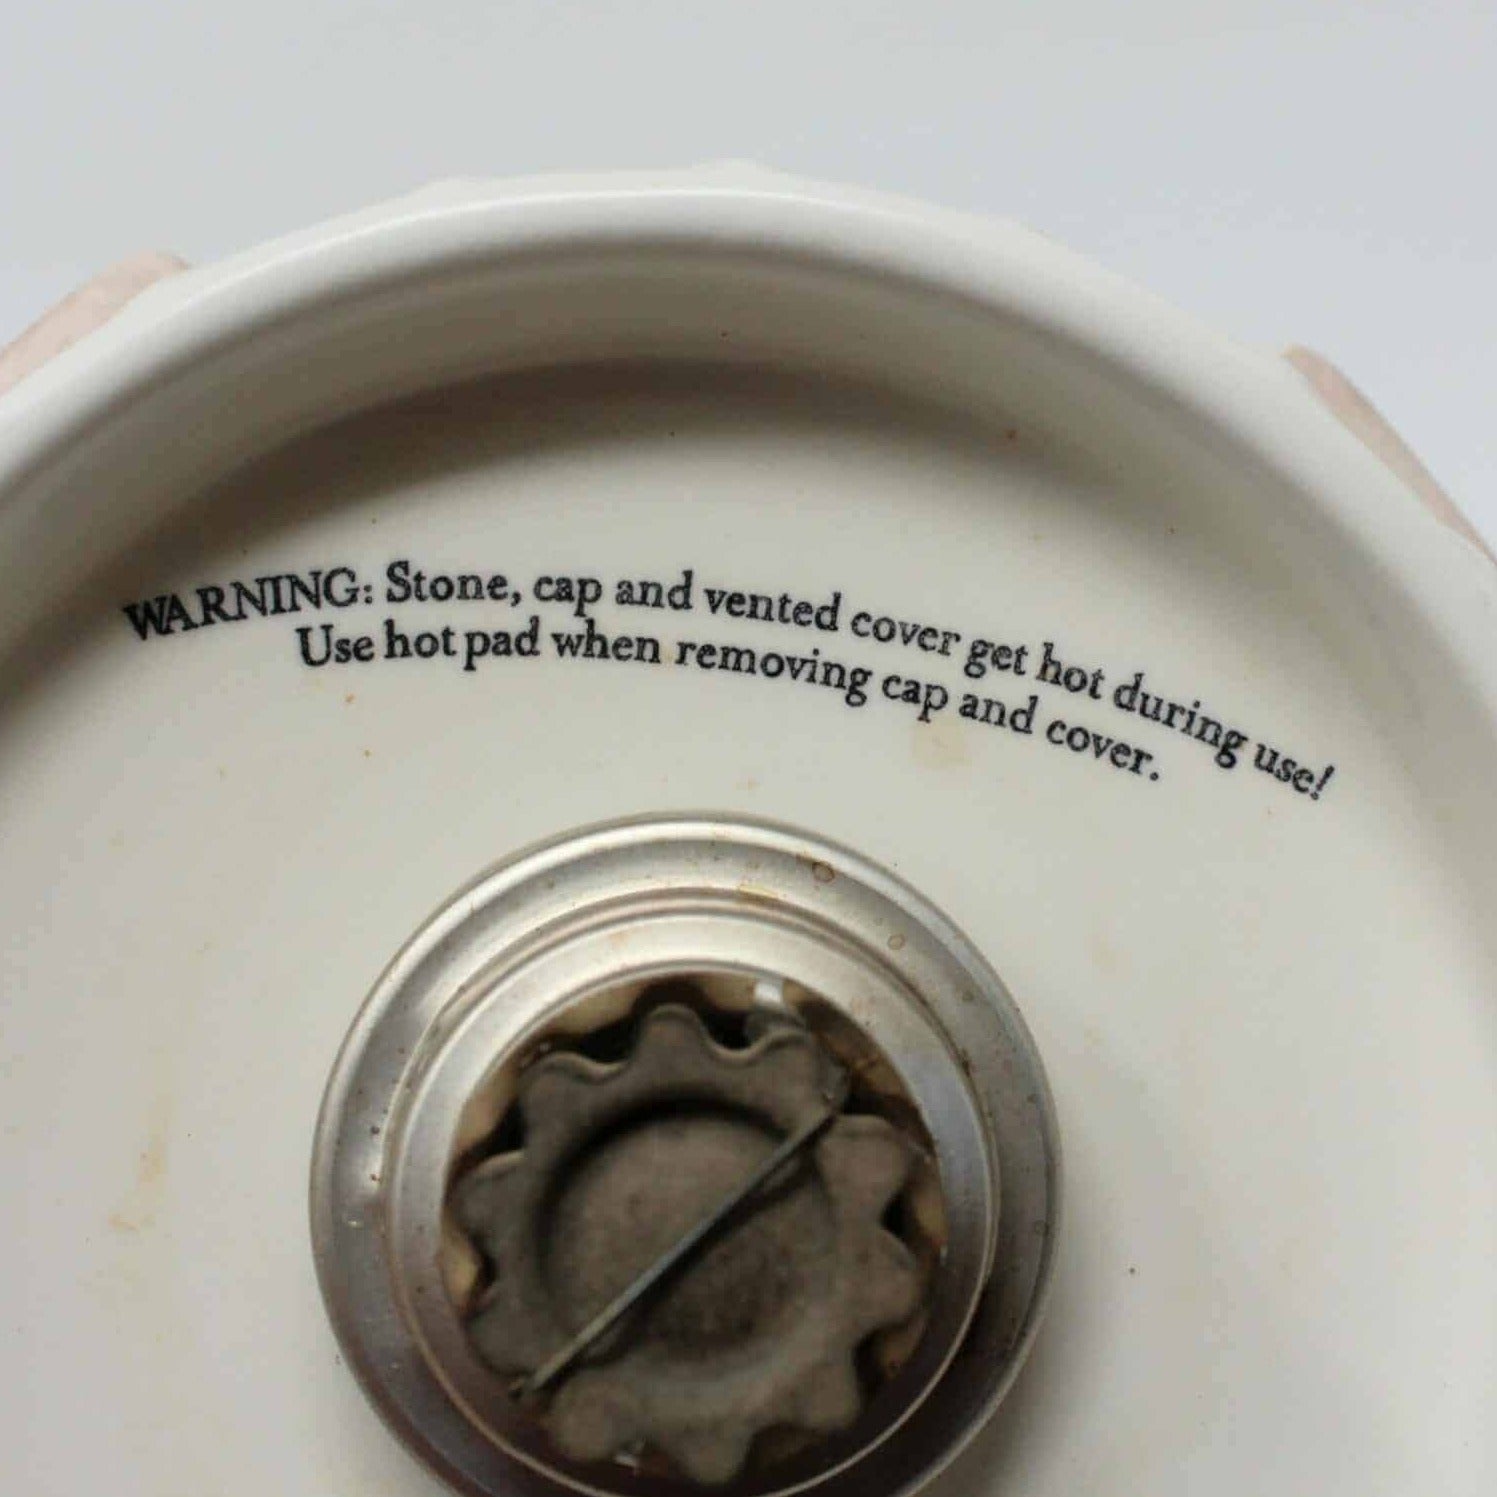 WARNING: Stone, cap and vented cover get hot during use!
Use hot pad when removing cap and cover.